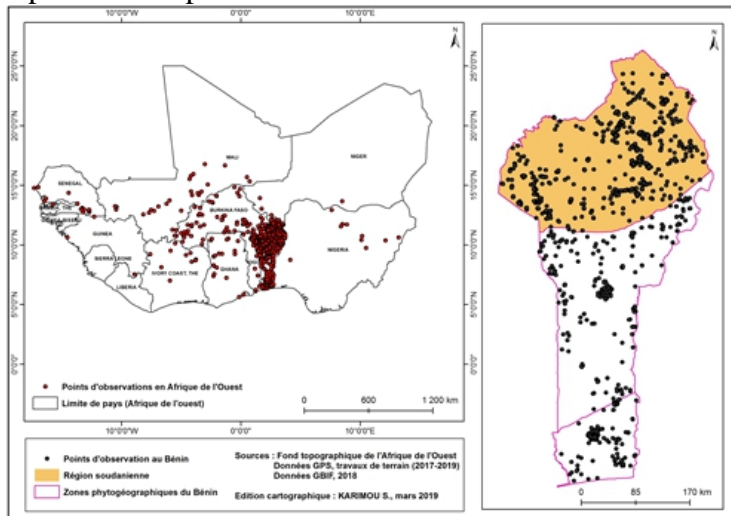 10°0'0"W
0°0'0"
10°0'0"E
N
25°0'0"N
20°0'0"N
15°0'0"N
10°0'0"N
5°0'0"N
0°0'0"
MALI
NIGER
SENEGAL
BURKINA FASO
GUINEA
SIERRA LEONE
LIBERIA
IVORY COAST, THE
GHANA
NIGERIA
Points d'observations en Afrique de l'Ouest
Limite de pays (Afrique de l'ouest)
0 600 1 200 km
10°0'0"W
0°0'0"
10°0'0"E
Points d'observation au Bénin
Région soudanienne
Zones phytogéographiques du Bénin
Sources : Fond topographique de l'Afrique de l'Ouest
Données GPS, travaux de terrain (2017-2019)
Données GBIF, 2018
Edition cartographique : KARIMOU S., mars 2019
N
0 85 170 km